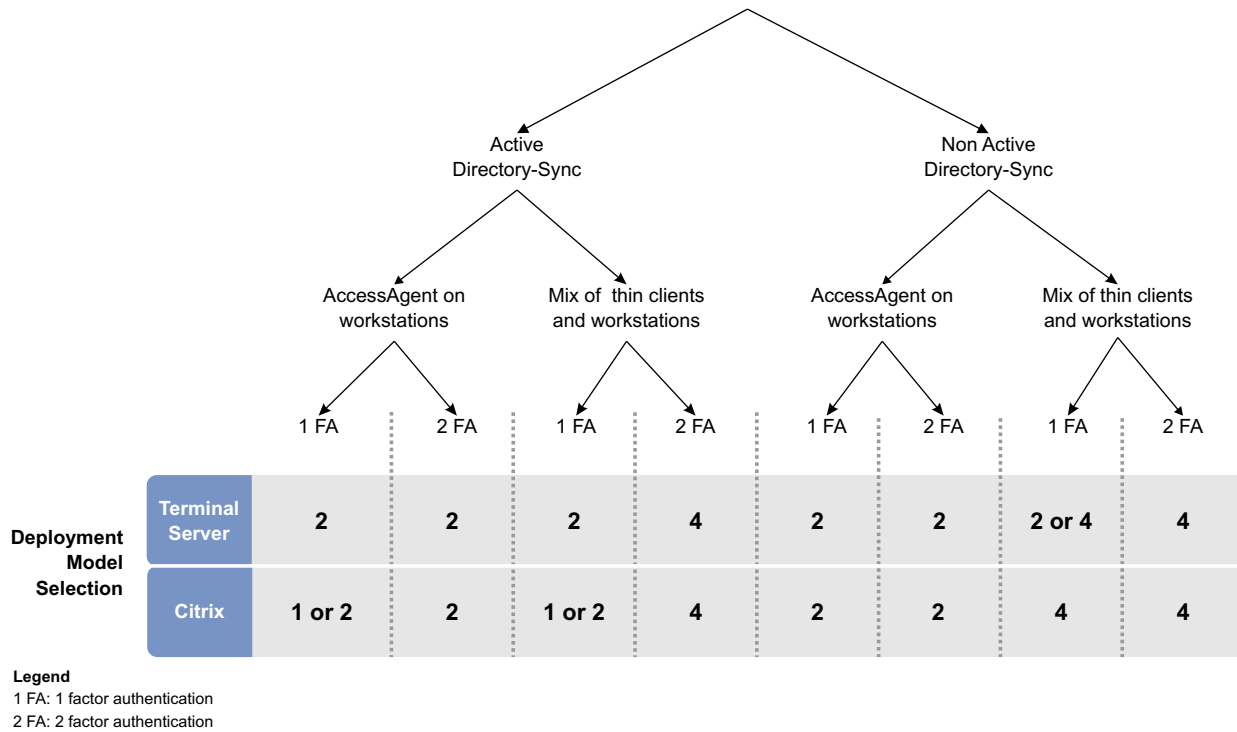 Active
Directory-Sync
Non Active
Directory-Sync
AccessAgent on
workstations
Mix of thin clients
and workstations
AccessAgent on
workstations
Mix of thin clients
and workstations
1 FA
2 FA
1 FA
2 FA
1 FA
2 FA
1 FA
2 FA
Deployment
Model
Selection
Terminal
Server
2
2
2
4
2
2
2 or 4
4
Citrix
1 or 2
2
1 or 2
4
2
2
4
4
Legend
1 FA: 1 factor authentication
2 FA: 2 factor authentication